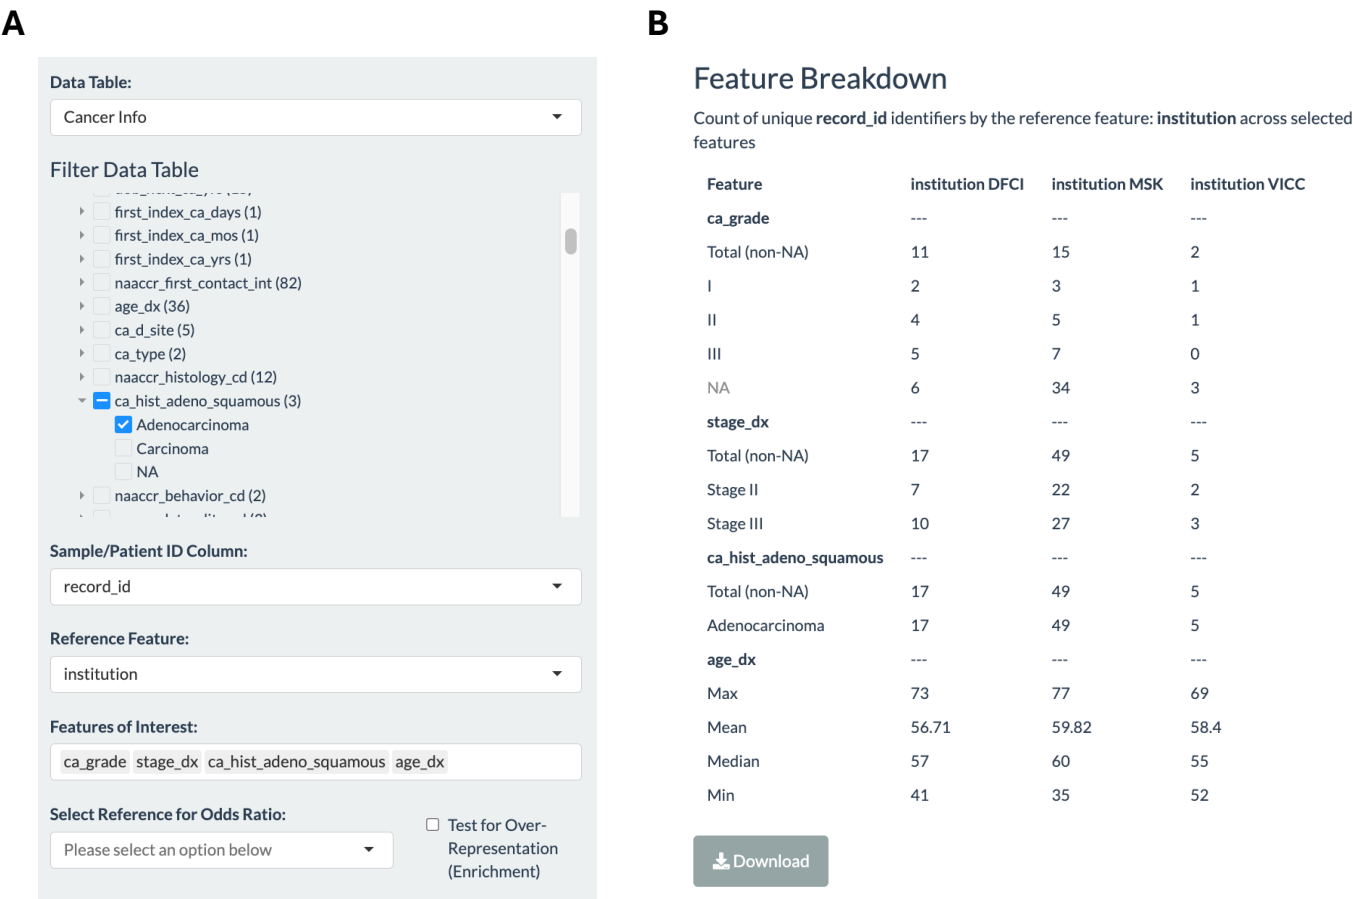 A
Data Table:
Cancer Info
Filter Data Table
first_index_ca_days (1)
first_index_ca_mos (1)
first_index_ca_yrs (1)
naaccr_first_contact_int (82)
age_dx (36)
ca_d_site (5)
ca_type (2)
naaccr_histology_cd (12)
ca_hist_adeno_squamous (3)
Adenocarcinoma
Carcinoma
NA
naaccr_behavior_cd (2)
Sample/Patient ID Column:
record_id
Reference Feature:
institution
Features of Interest:
ca_grade stage_dx ca_hist_adeno_squamous age_dx
Select Reference for Odds Ratio:
Please select an option below
Test for Over-
Representation
(Enrichment)
B
Feature Breakdown
Count of unique record_id identifiers by the reference feature: institution across selected
features
Feature institution DFCI institution MSK institution VICC
ca_grade --- --- ---
Total (non-NA) 11 15 2
I 2 3 1
II 4 5 1
III 5 7 0
NA 6 34 3
stage_dx --- --- ---
Total (non-NA) 17 49 5
Stage II 7 22 2
Stage III 10 27 3
ca_hist_adeno_squamous --- --- ---
Total (non-NA) 17 49 5
Adenocarcinoma 17 49 5
age_dx --- --- ---
Max 73 77 69
Mean 56.71 59.82 58.4
Median 57 60 55
Min 41 35 52
Download